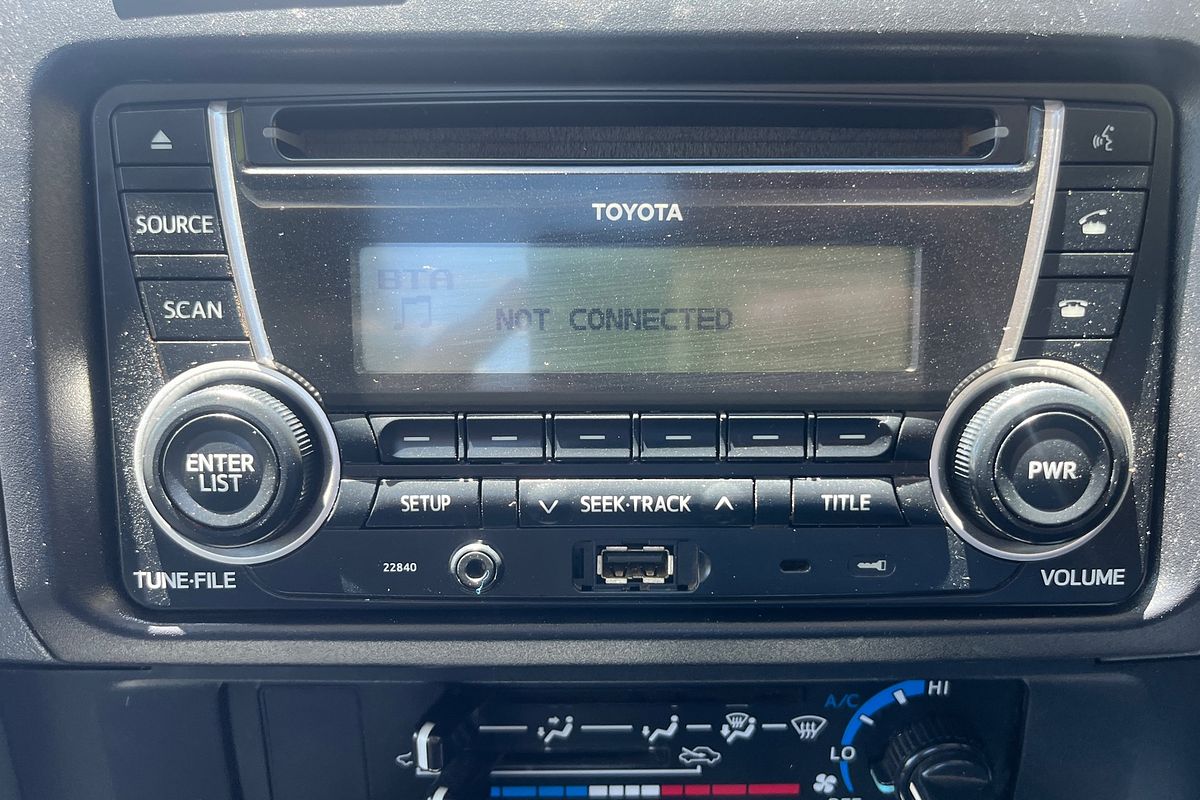 SOURCE
SCAN
TOYOTA
BTA
NOT CONNECTED
ENTER
LIST
PWR
SETUP
SEEK·TRACK
TITLE
TUNE·FILE
22840
VOLUME
A/C
HI
LO